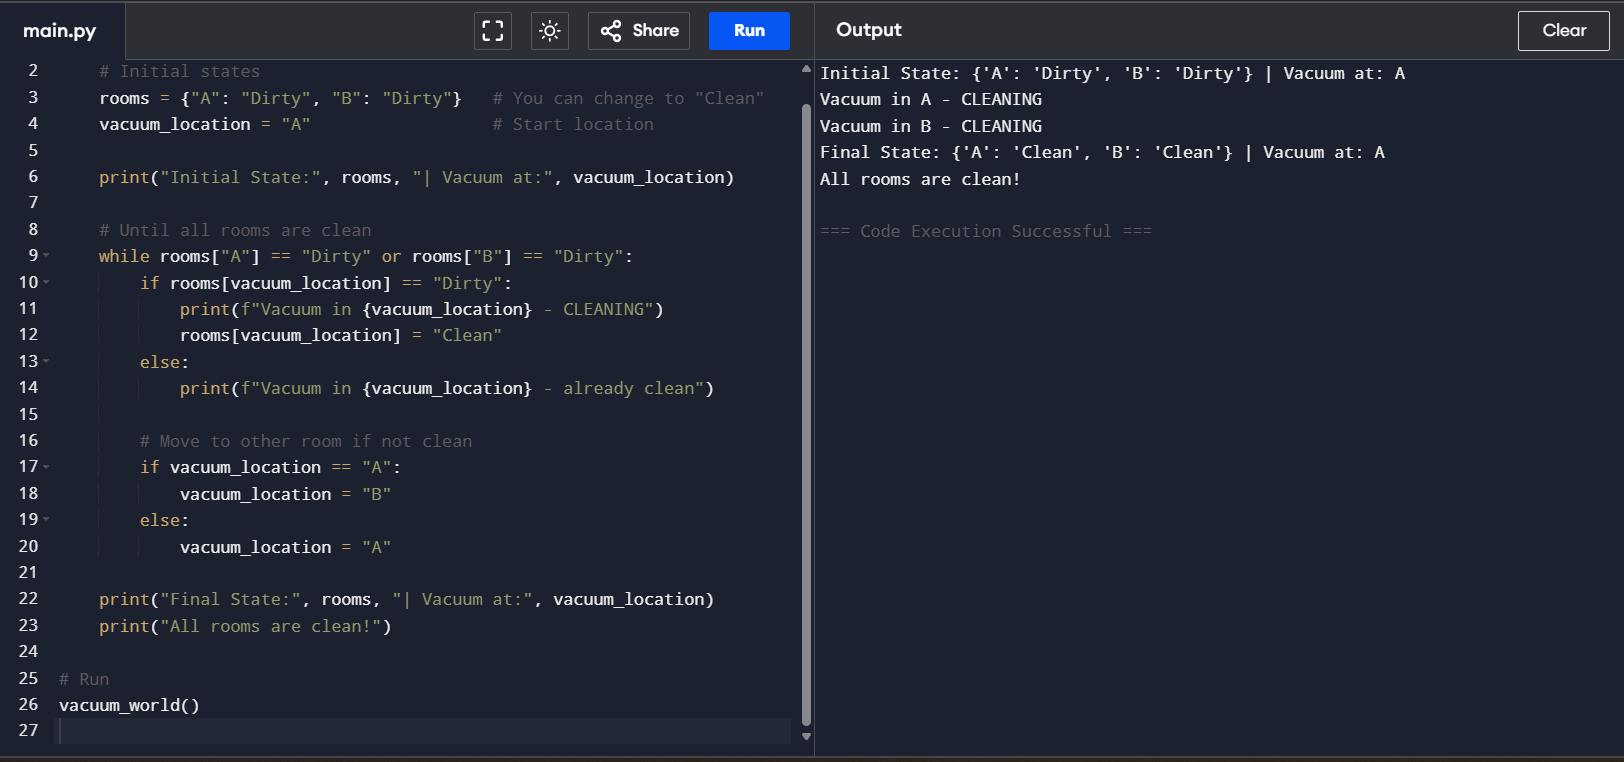 main.py
Share
Run
Output
Clear
2 # Initial states
3 rooms = {"A": "Dirty", "B": "Dirty"} # You can change to "Clean"
4 vacuum_location = "A" # Start location
5
6 print("Initial State:", rooms, "| Vacuum at:", vacuum_location)
7
8 # Until all rooms are clean
9 while rooms["A"] == "Dirty" or rooms["B"] == "Dirty":
10 if rooms[vacuum_location] == "Dirty":
11 print(f"Vacuum in {vacuum_location} - CLEANING")
12 rooms[vacuum_location] = "Clean"
13 else:
14 print(f"Vacuum in {vacuum_location} - already clean")
15
16 # Move to other room if not clean
17 if vacuum_location == "A":
18 vacuum_location = "B"
19 else:
20 vacuum_location = "A"
21
22 print("Final State:", rooms, "| Vacuum at:", vacuum_location)
23 print("All rooms are clean!")
24
25 # Run
26 vacuum_world()
27
Initial State: {'A': 'Dirty', 'B': 'Dirty'} | Vacuum at: A
Vacuum in A - CLEANING
Vacuum in B - CLEANING
Final State: {'A': 'Clean', 'B': 'Clean'} | Vacuum at: A
All rooms are clean!
=== Code Execution Successful ===